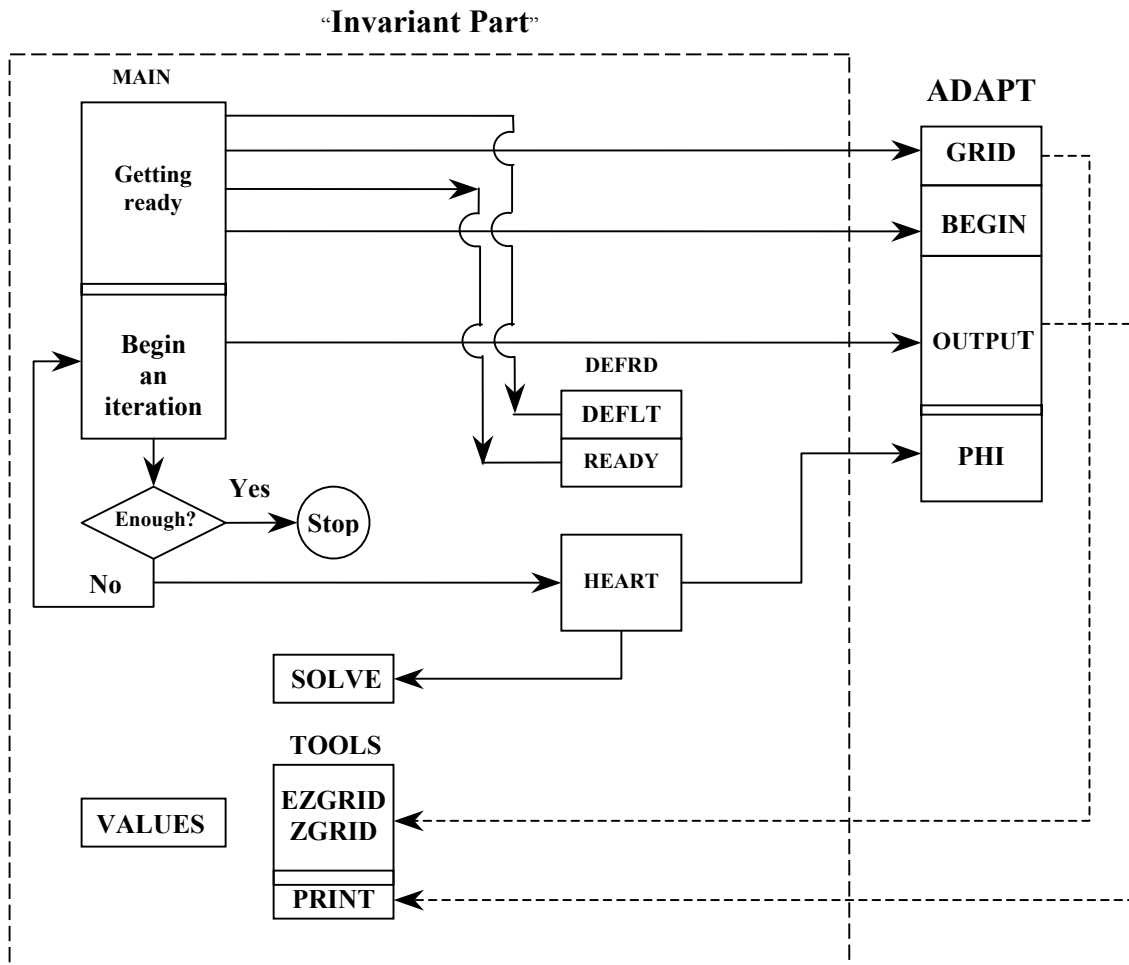 “Invariant Part”
MAIN
ADAPT
Getting
ready
GRID
BEGIN
Begin
an
iteration
OUTPUT
DEFRD
DEFLT
READY
PHI
Enough?
Yes
Stop
No
HEART
SOLVE
TOOLS
EZGRID
ZGRID
VALUES
PRINT